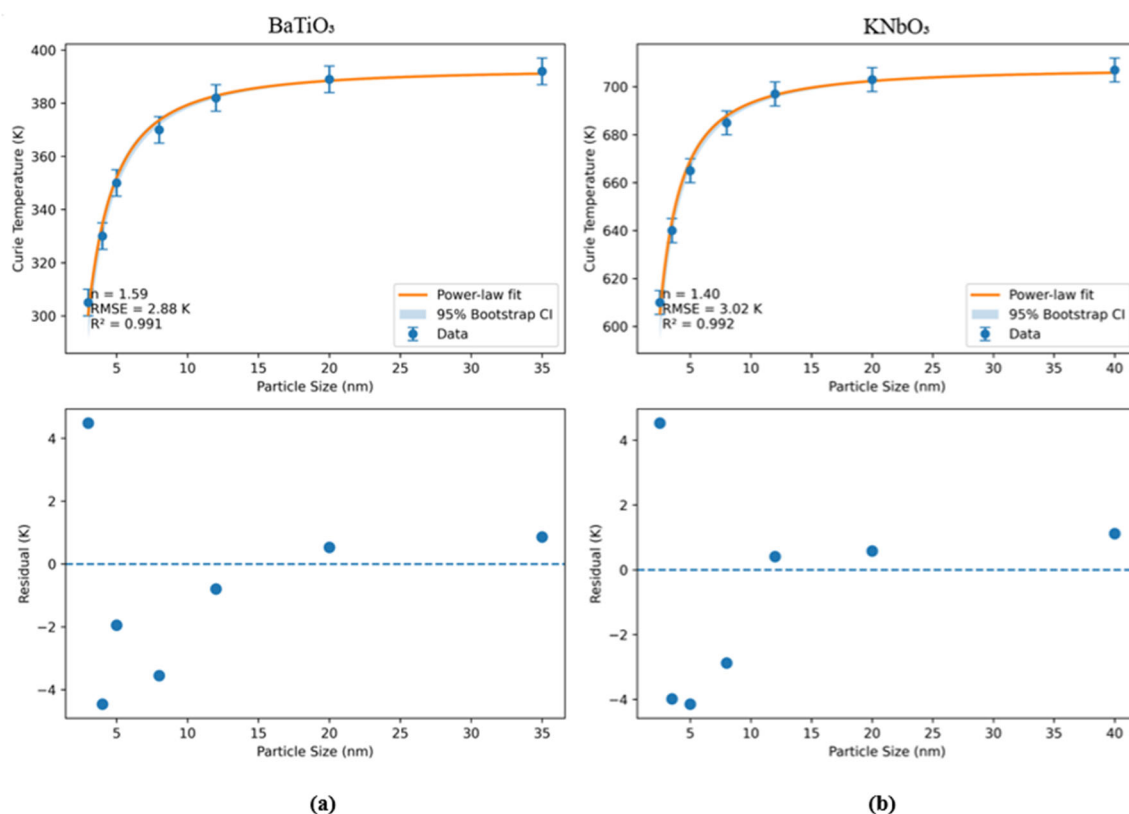 BaTiO₃
400
380
360
340
320
300
Curie Temperature (K)
n = 1.59
RMSE = 2.88 K
R² = 0.991
Power-law fit
95% Bootstrap CI
Data
5
10
15
20
25
30
35
Particle Size (nm)
KNbO₃
700
680
660
640
620
600
Curie Temperature (K)
n = 1.40
RMSE = 3.02 K
R² = 0.992
Power-law fit
95% Bootstrap CI
Data
5
10
15
20
25
30
35
40
Particle Size (nm)
4
2
0
−2
−4
Residual (K)
5
10
15
20
25
30
35
Particle Size (nm)
4
2
0
−2
−4
Residual (K)
5
10
15
20
25
30
35
40
Particle Size (nm)
(a)
(b)